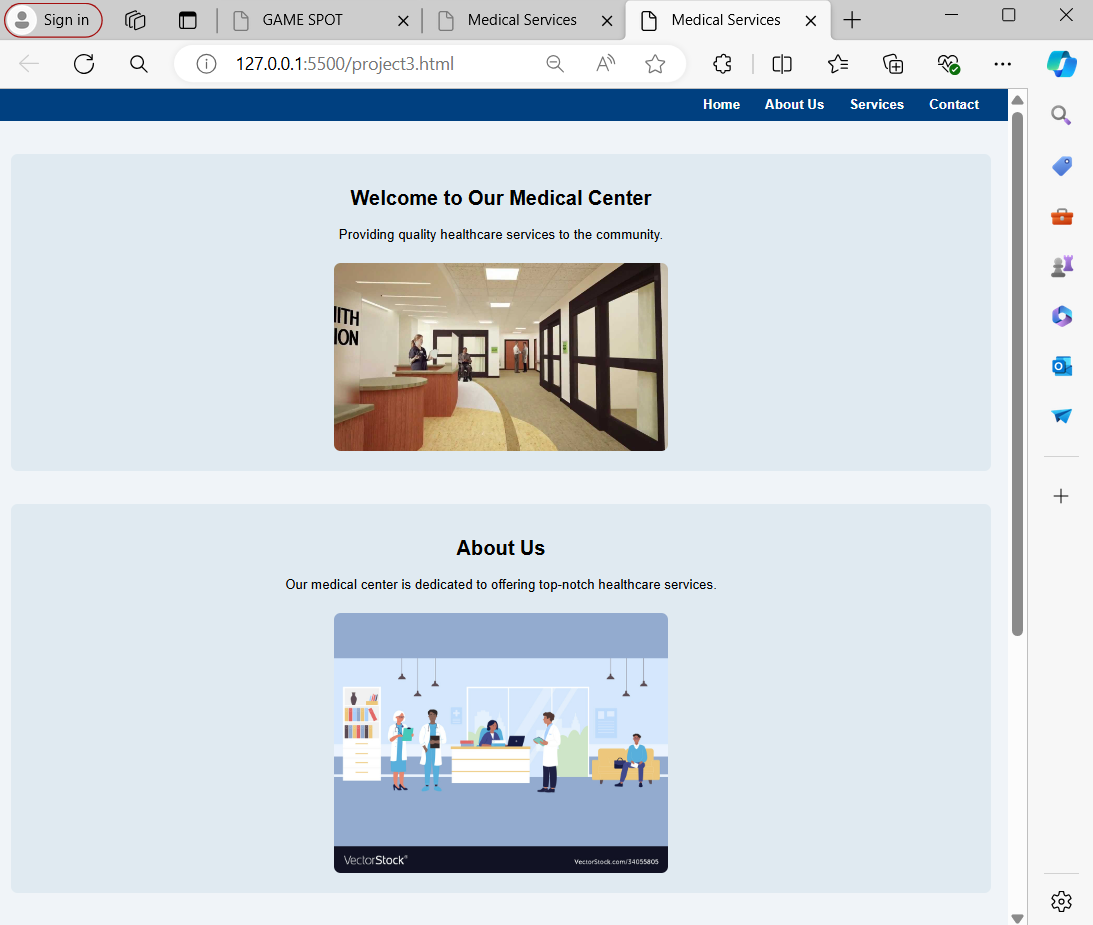 Sign in
GAME SPOT
Medical Services
Medical Services
127.0.0.1:5500/project3.html
Home About Us Services Contact
Welcome to Our Medical Center
Providing quality healthcare services to the community.
ITH
ION
About Us
Our medical center is dedicated to offering top-notch healthcare services.
VectorStock®
VectorStock.com/34055805